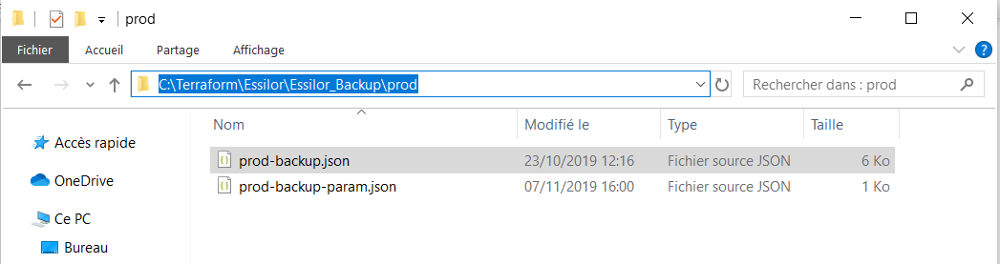 prod
Fichier Accueil Partage Affichage
C:\Terraform\Essilor\Essilor_Backup\prod Rechercher dans : prod
Nom Modifié le Type Taille
Accès rapide
prod-backup.json 23/10/2019 12:16 Fichier source JSON 6 Ko
OneDrive
prod-backup-param.json 07/11/2019 16:00 Fichier source JSON 1 Ko
Ce PC
Bureau